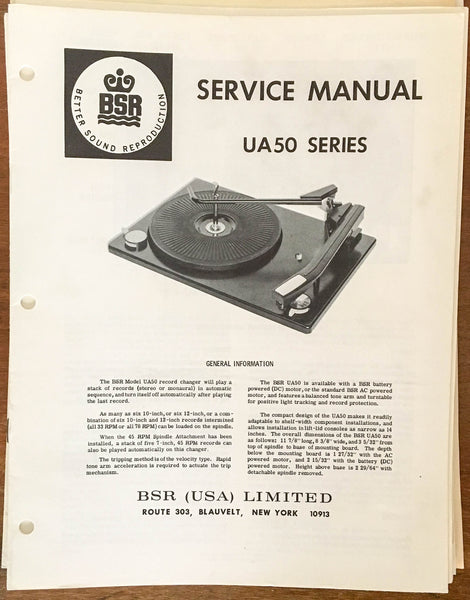 BSR
BETTER SOUND REPRODUCTION
SERVICE MANUAL
UA50 SERIES
GENERAL INFORMATION
The BSR Model UA50 record changer will play a
stack of records (stereo or monaural) in automatic
sequence, and turn itself off automatically after playing
the last record.
As many as six 10-inch, or six 12-inch, or a com-
bination of six 10-inch and 12-inch records intermixed
(all 33 RPM or all 78 RPM) can be loaded on the spindle.
When the 45 RPM Spindle Attachment has been
installed, a stack of five 7-inch, 45 RPM records can
also be played automatically on this changer.
The tripping method is of the velocity type. Rapid
tone arm acceleration is required to actuate the trip
mechanism.
The BSR UA50 is available with a BSR battery
powered (DC) motor, or the standard BSR AC powered
motor, and features a balanced tone arm and turntable
for positive light tracking and record protection.
The compact design of the UA50 makes it readily
adaptable to shelf-width component installations, and
allows installation in lift-lid consoles as narrow as 14
inches. The overall dimensions of the BSR UA50 are
as follows: 11 7/8" long, 8 3/8" wide, and 3 5/32" from
top of spindle to base of mounting board. The depth
below the mounting board is 1 27/32" with the AC
powered motor, and 2 15/32" with the battery (DC)
powered motor. Height above base is 2 29/64" with
detachable spindle removed.
BSR (USA) LIMITED
ROUTE 303, BLAUVELT, NEW YORK 10913